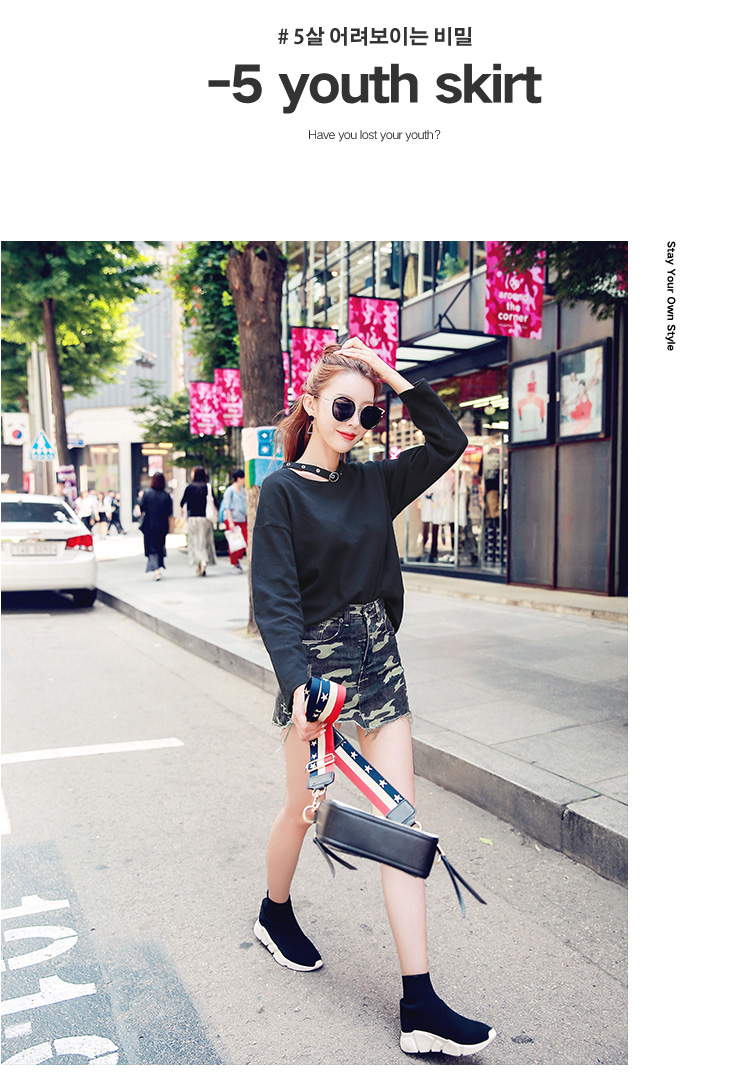 # 5살 어려보이는 비밀
-5 youth skirt
Have you lost your youth?
Stay Your Own Style
around
the
corner